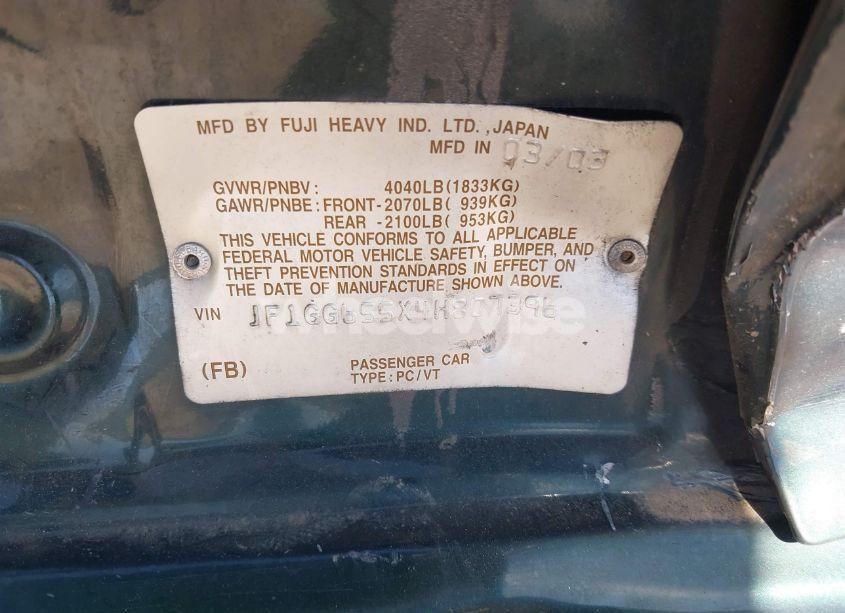 MFD BY FUJI HEAVY IND. LTD. ,JAPAN
MFD IN 03/03
GVWR/PNBV : 4040LB(1833KG)
GAWR/PNBE : FRONT-2070LB( 939KG)
REAR -2100LB( 953KG)
THIS VEHICLE CONFORMS TO ALL APPLICABLE
FEDERAL MOTOR VEHICLE SAFETY, BUMPER, AND
THEFT PREVENTION STANDARDS IN EFFECT ON
THE DATE OF MANUFACTURE SHOWN ABOVE.
VIN
(FB) PASSENGER CAR
TYPE : PC/VT